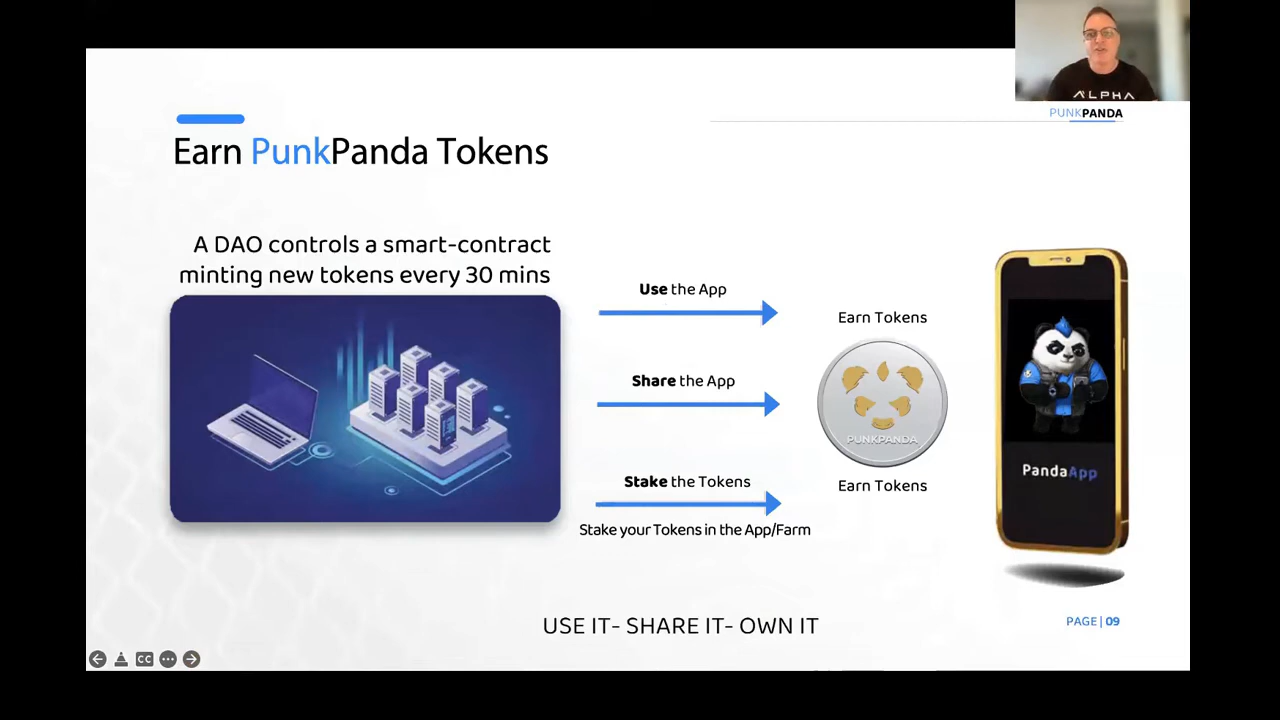 ALPHA
PUNKPANDA
Earn PunkPanda Tokens
A DAO controls a smart-contract
minting new tokens every 30 mins
Use the App
Share the App
Stake the Tokens
Stake your Tokens in the App/Farm
Earn Tokens
PUNKPANDA
Earn Tokens
PandaApp
USE IT- SHARE IT- OWN IT
PAGE | 09
CC